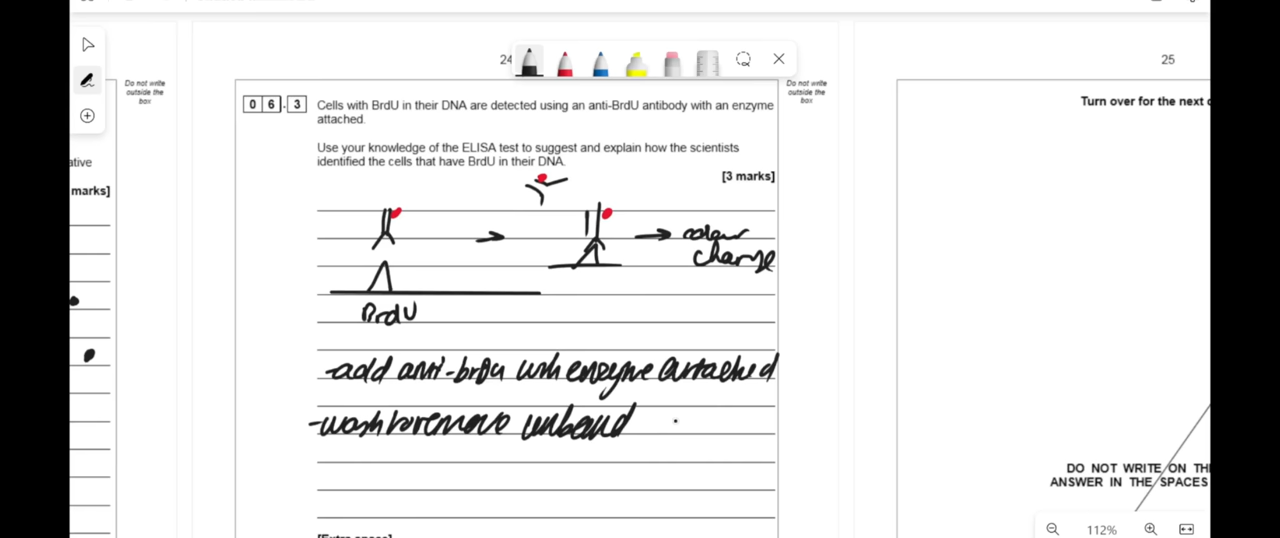 24
Do not write
outside the
box
ative
marks]
0 6 . 3
Cells with BrdU in their DNA are detected using an anti-BrdU antibody with an enzyme
attached.
Use your knowledge of the ELISA test to suggest and explain how the scientists
identified the cells that have BrdU in their DNA.
[3 marks]
colour
change
BrdU
-add anti-brdu with enzyme attached
-wash to remove unbound
Do not write
outside the
box
25
Turn over for the next
DO NOT WRITE ON TH
ANSWER IN THE SPACES
112%